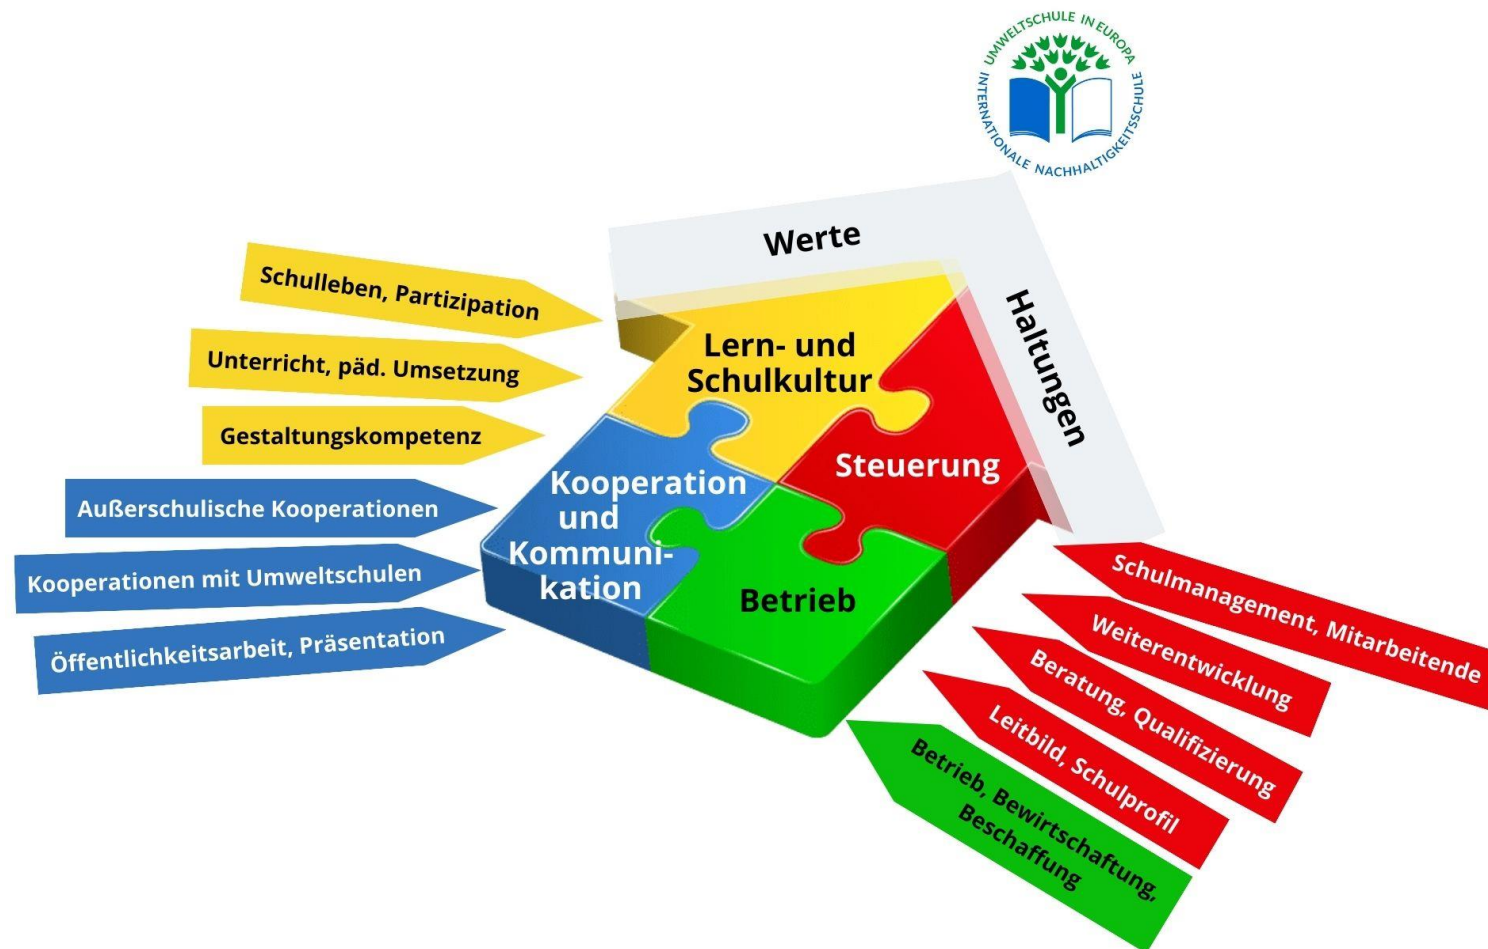 UMWELTSCHULE IN EUROPA
INTERNATIONALE NACHHALTIGKEITSSCHULE
Werte
Haltungen
Schulleben, Partizipation
Unterricht, päd. Umsetzung
Gestaltungskompetenz
Außerschulische Kooperationen
Kooperationen mit Umweltschulen
Öffentlichkeitsarbeit, Präsentation
Lern- und
Schulkultur
Steuerung
Kooperation
und
Kommuni-
kation
Betrieb
Schulmanagement, Mitarbeitende
Weiterentwicklung
Beratung, Qualifizierung
Leitbild, Schulprofil
Betrieb, Bewirtschaftung,
Beschaffung